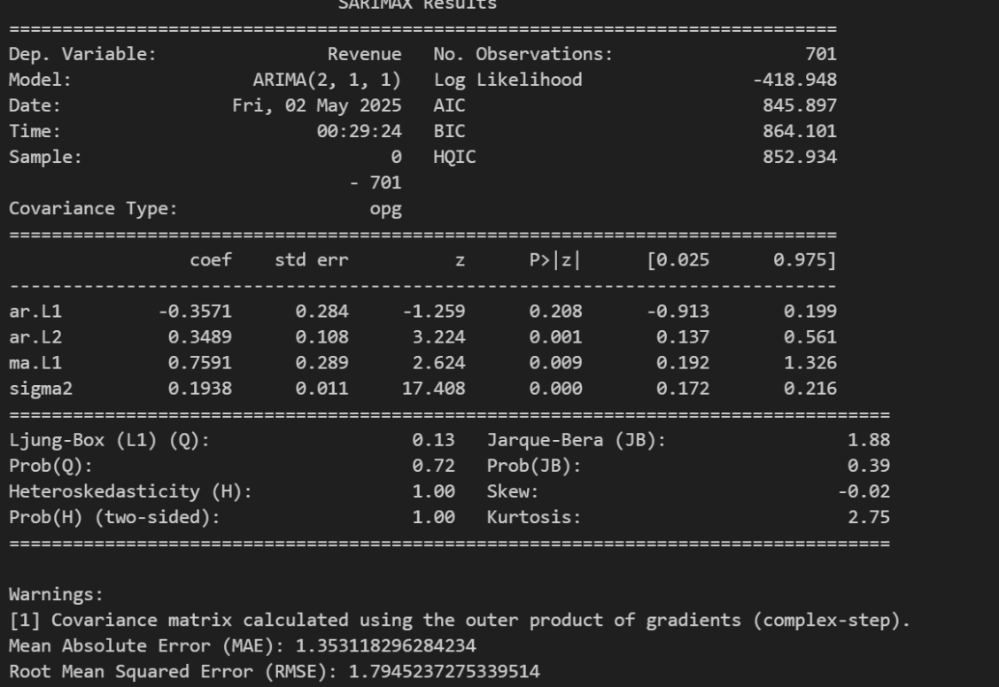 SARIMAX Results
==============================================================================
Dep. Variable:                Revenue   No. Observations:                  701
Model:                 ARIMA(2, 1, 1)   Log Likelihood                -418.948
Date:                Fri, 02 May 2025   AIC                            845.897
Time:                        00:29:24   BIC                            864.101
Sample:                             0   HQIC                           852.934
                                - 701
Covariance Type:                  opg
==============================================================================
                 coef    std err          z      P>|z|      [0.025      0.975]
------------------------------------------------------------------------------
ar.L1         -0.3571      0.284     -1.259      0.208      -0.913       0.199
ar.L2          0.3489      0.108      3.224      0.001       0.137       0.561
ma.L1          0.7591      0.289      2.624      0.009       0.192       1.326
sigma2         0.1938      0.011     17.408      0.000       0.172       0.216
===================================================================================
Ljung-Box (L1) (Q):                   0.13   Jarque-Bera (JB):                 1.88
Prob(Q):                              0.72   Prob(JB):                         0.39
Heteroskedasticity (H):               1.00   Skew:                            -0.02
Prob(H) (two-sided):                  1.00   Kurtosis:                         2.75
===================================================================================
Warnings:
[1] Covariance matrix calculated using the outer product of gradients (complex-step).
Mean Absolute Error (MAE): 1.353118296284234
Root Mean Squared Error (RMSE): 1.7945237275339514